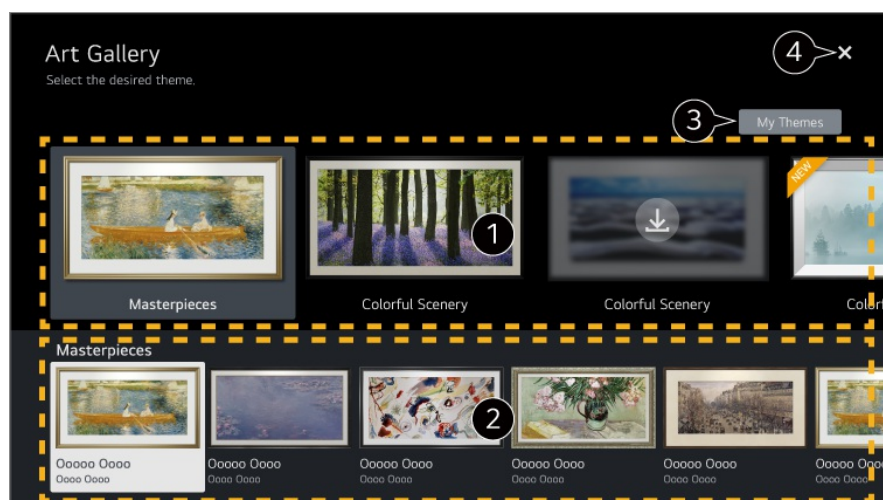 Art Gallery
Select the desired theme.
4
3
My Themes
NEW
1
Masterpieces
Colorful Scenery
Colorful Scenery
Masterpieces
2
Ooooo Oooo
Ooooo Oooo
Ooooo Oooo
Ooooo Oooo
Ooooo Oooo
Oooo Oooo
Oooo Oooo
Oooo Oooo
Oooo Oooo
Oooo Oooo
Oooo Oooo